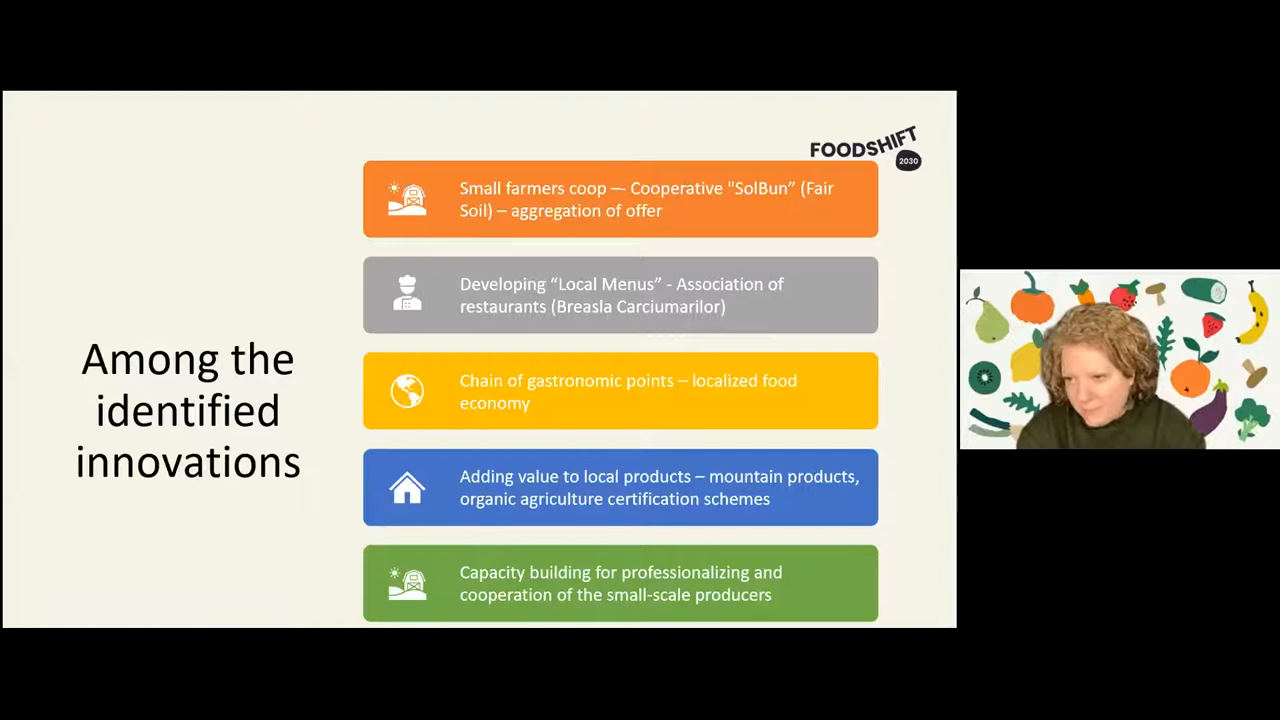 FOODSHIFT
2030
Among the
identified
innovations
Small farmers coop –- Cooperative "SolBun” (Fair
Soil) – aggregation of offer
Developing “Local Menus” - Association of
restaurants (Breasla Carciumarilor)
Chain of gastronomic points – localized food
economy
Adding value to local products – mountain products,
organic agriculture certification schemes
Capacity building for professionalizing and
cooperation of the small-scale producers